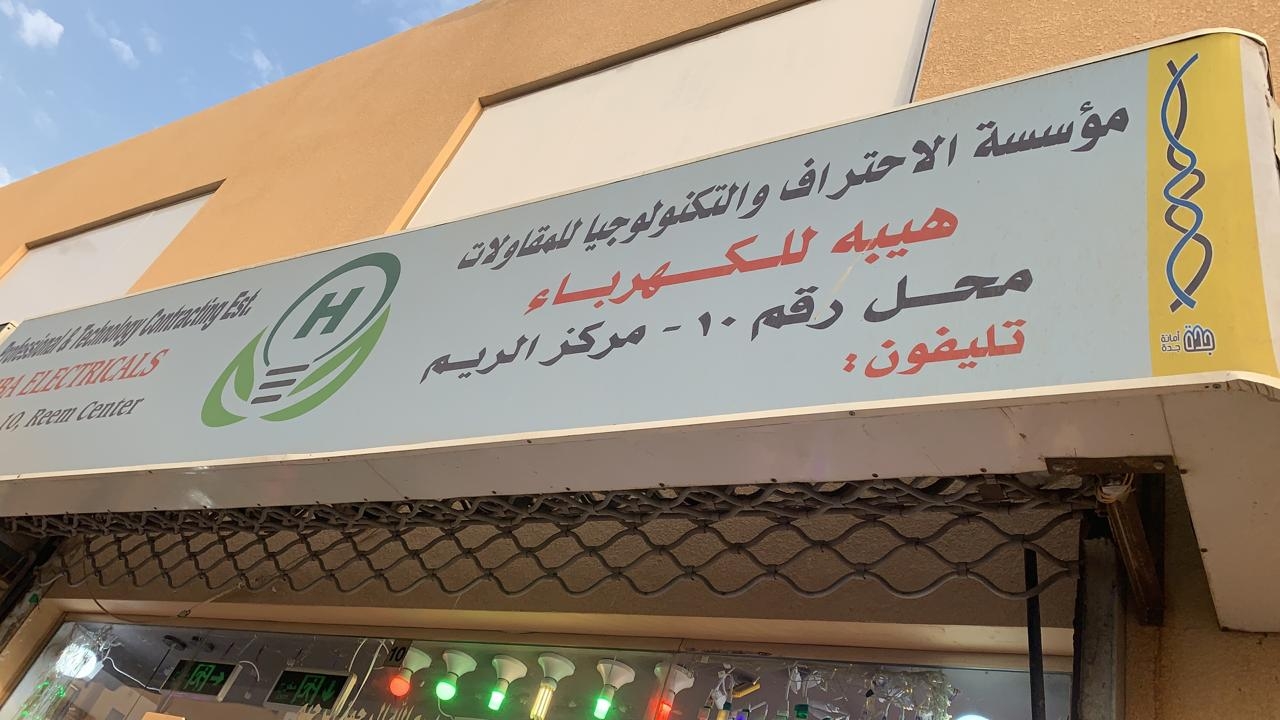 مؤسسة الاحتراف والتكنولوجيا للمقاولات
هيبه للكهرباء
محل رقم ١٠ - مركز الريم
تليفون:
Professional & Technology Contracting Est.
ELECTRICALS
10, Reem Center
H
أمانة جدة
جدة
10